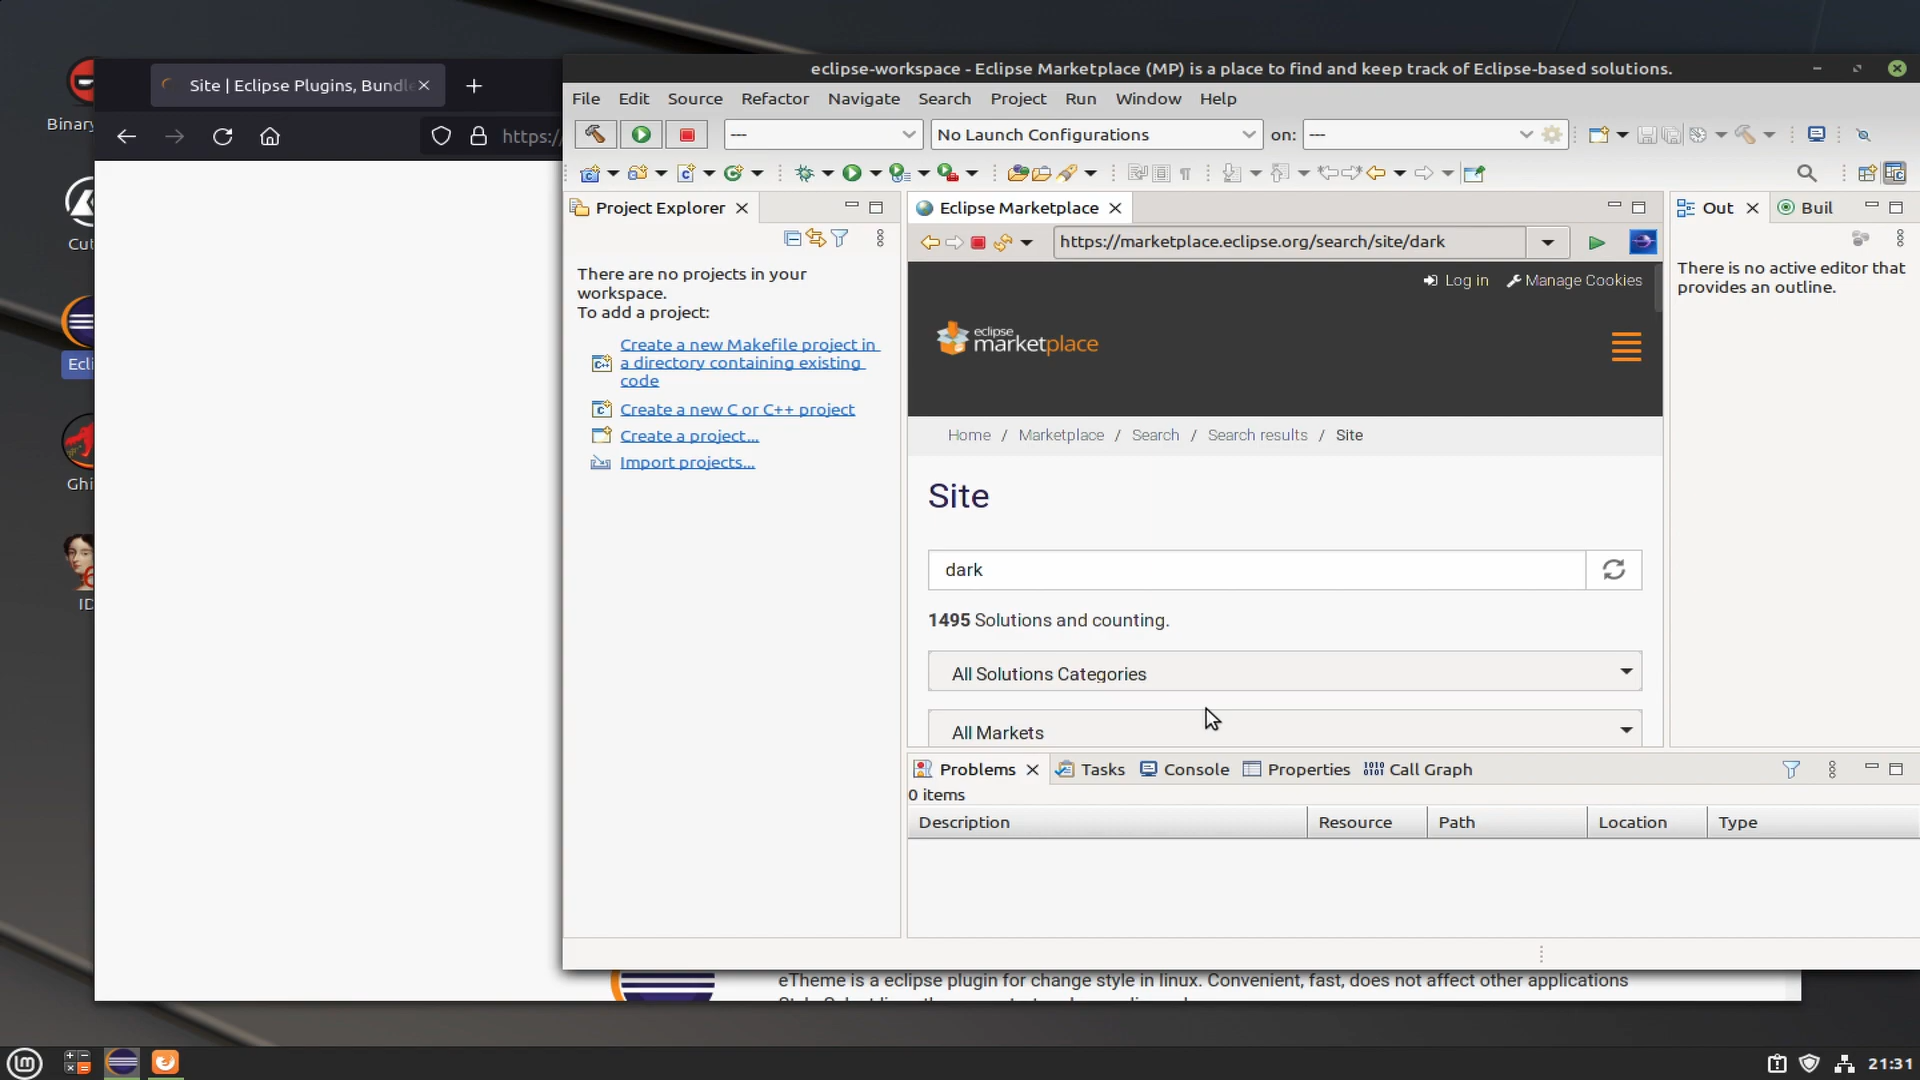 Binary
Cut
Ecli
Ghi
ID
Site | Eclipse Plugins, Bundl
https:/
eclipse-workspace - Eclipse Marketplace (MP) is a place to find and keep track of Eclipse-based solutions.
File Edit Source Refactor Navigate Search Project Run Window Help
--- No Launch Configurations on: ---
Project Explorer
There are no projects in your
workspace.
To add a project:
Create a new Makefile project in
a directory containing existing
code
Create a new C or C++ project
Create a project...
Import projects...
Eclipse Marketplace
https://marketplace.eclipse.org/search/site/dark
Log in Manage Cookies
eclipse
marketplace
Home / Marketplace / Search / Search results / Site
Site
dark
1495 Solutions and counting.
All Solutions Categories
All Markets
Out Buil
There is no active editor that
provides an outline.
Problems Tasks Console Properties Call Graph
0 items
Description Resource Path Location Type
eTheme is a eclipse plugin for change style in linux. Convenient, fast, does not affect other applications
21:31